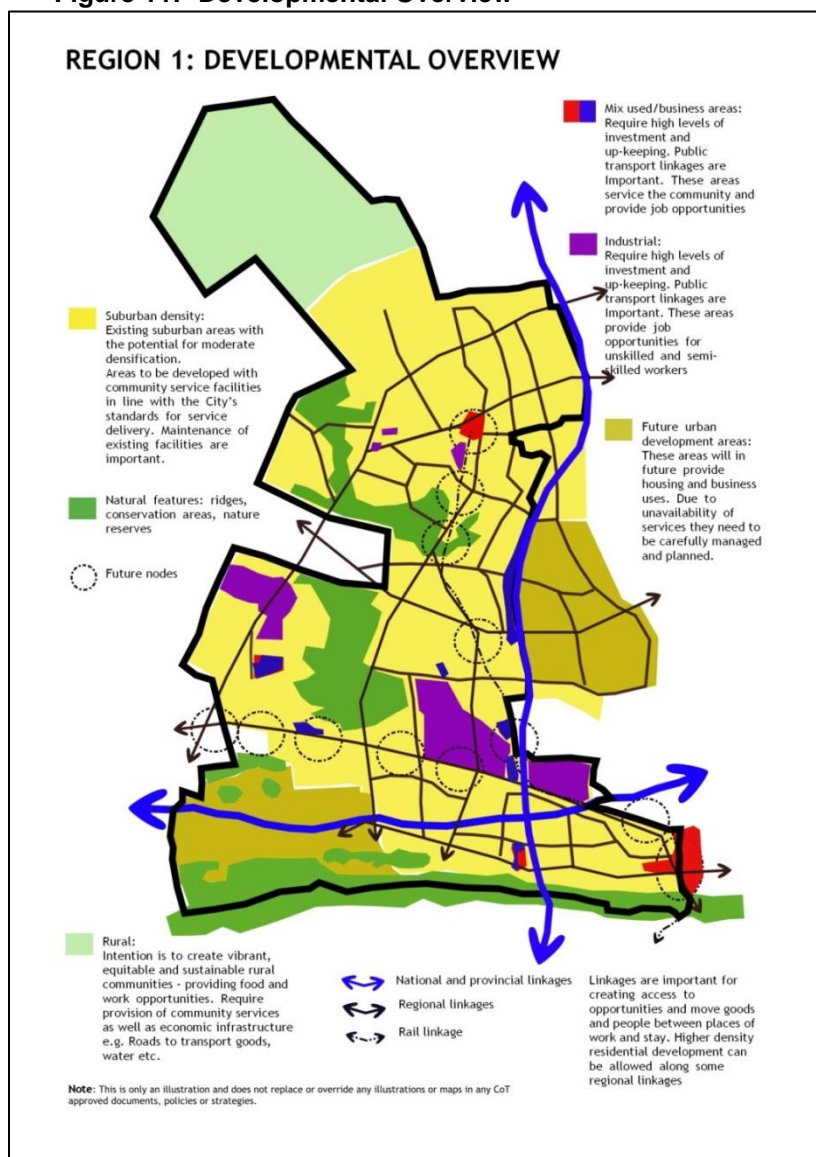 REGION 1: DEVELOPMENTAL OVERVIEW
Mix used/business areas:
Require high levels of
investment and
up-keeping. Public
transport linkages are
Important. These areas
service the community and
provide job opportunities
Industrial:
Require high levels of
investment and
up-keeping. Public
transport linkages are
Important. These areas
provide job
opportunities for
unskilled and semi-
skilled workers
Suburban density:
Existing suburban areas with
the potential for moderate
densification.
Areas to be developed with
community service facilities
in line with the City's
standards for service
delivery. Maintenance of
existing facilities are
important.
Future urban
development areas:
These areas will in
future provide
housing and business
uses. Due to
unavailability of
services they need to
be carefully managed
and planned.
Natural features: ridges,
conservation areas, nature
reserves
Future nodes
Rural:
Intention is to create vibrant,
equitable and sustainable rural
communities - providing food and
work opportunities. Require
provision of community services
as well as economic infrastructure
e.g. Roads to transport goods,
water etc.
National and provincial linkages
Regional linkages
Rail linkage
Linkages are important for
creating access to
opportunities and move goods
and people between places of
work and stay. Higher density
residential development can
be allowed along some
regional linkages
Note: This is only an illustration and does not replace or override any illustrations or maps in any CoT
approved documents, policies or strategies.